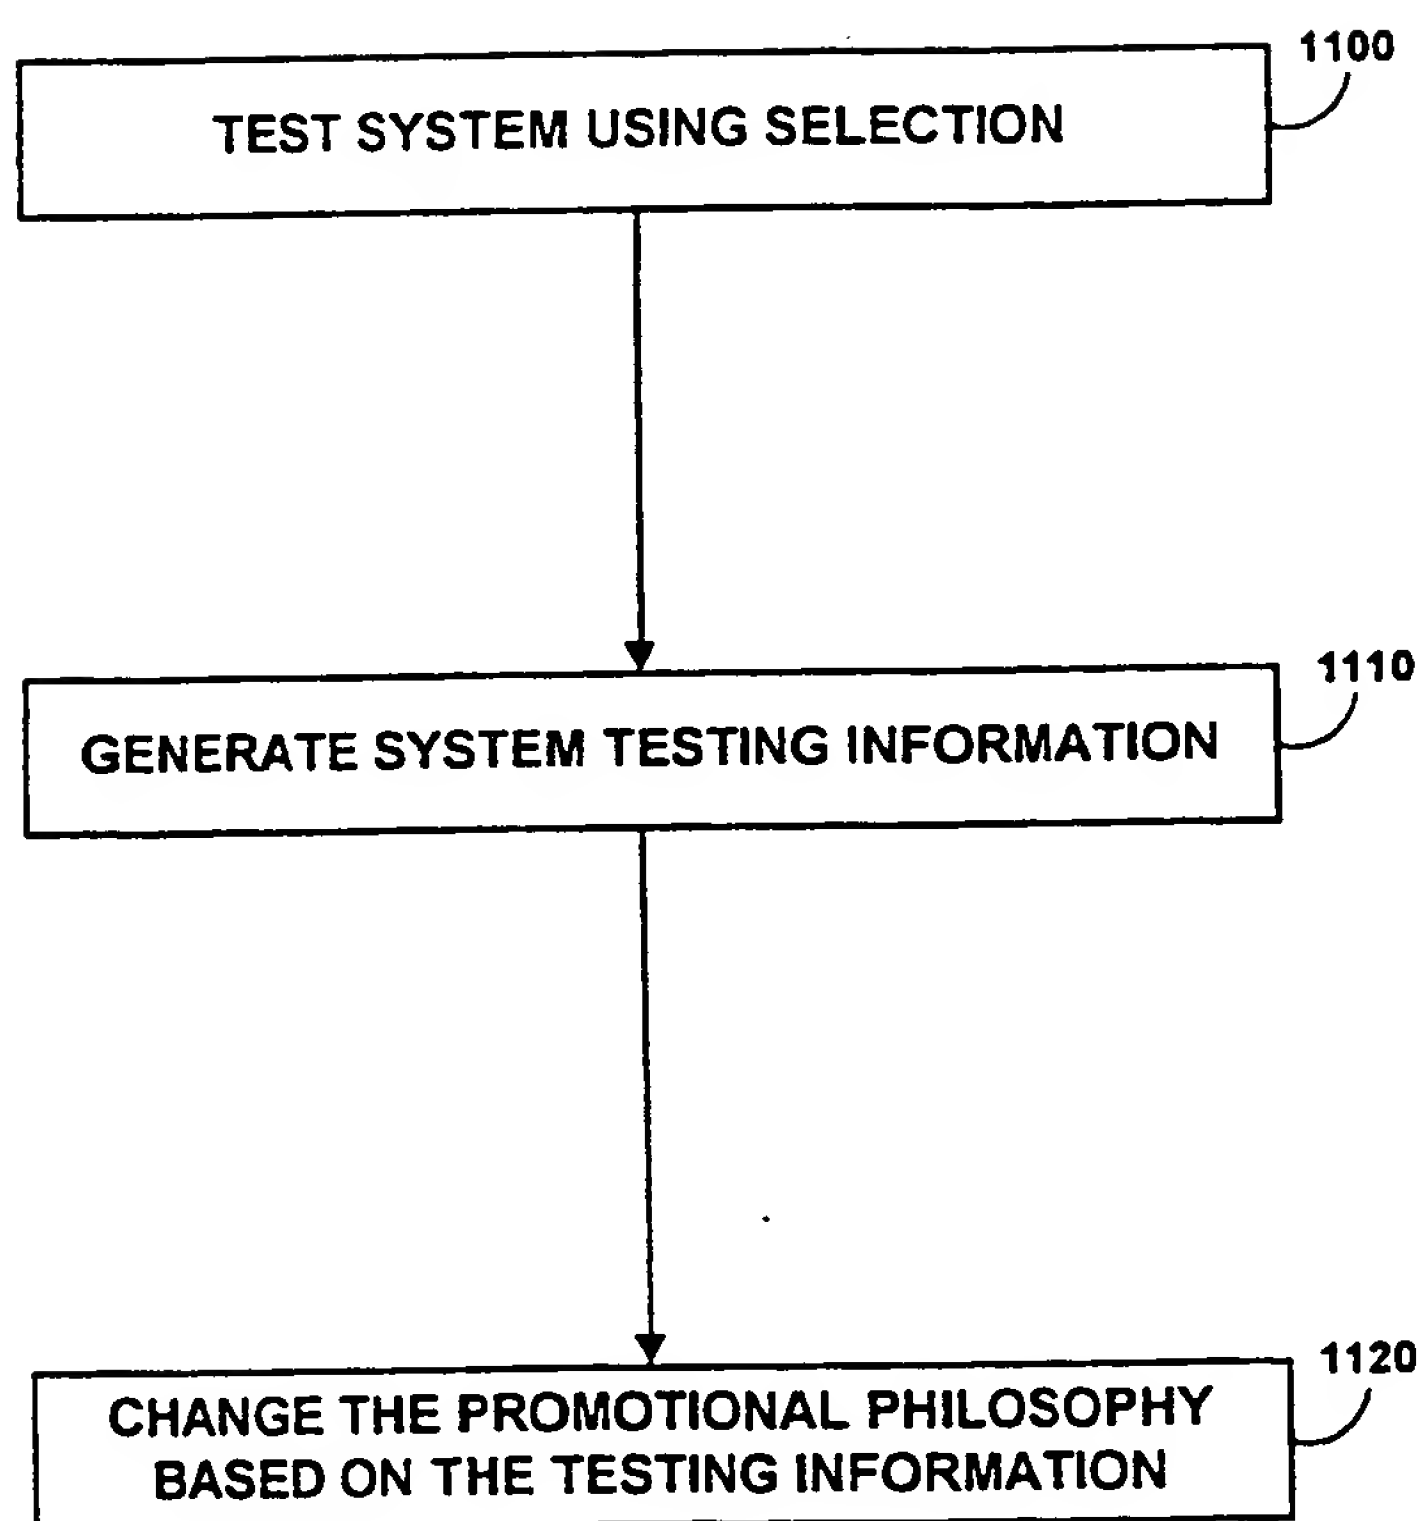 1100
TEST SYSTEM USING SELECTION
1110
GENERATE SYSTEM TESTING INFORMATION
1120
CHANGE THE PROMOTIONAL PHILOSOPHY
BASED ON THE TESTING INFORMATION